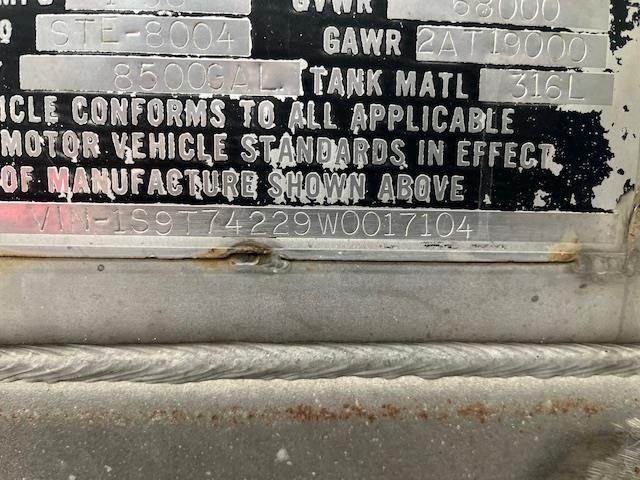 GVWR 68000
STE-8004 GAWR 2AT19000
8500GAL TANK MATL 316L
ICLE CONFORMS TO ALL APPLICABLE
MOTOR VEHICLE STANDARDS IN EFFECT
OF MANUFACTURE SHOWN ABOVE
VIN-1S9T74229W0017104